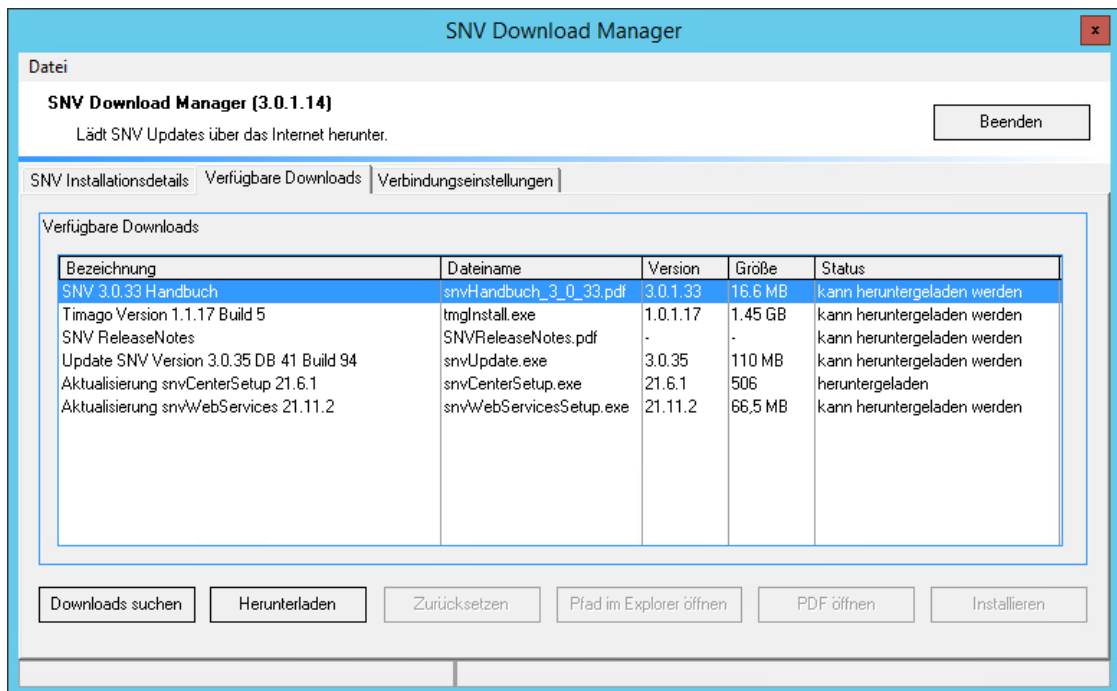 SNV Download Manager
x
Datei
SNV Download Manager (3.0.1.14)
Lädt SNV Updates über das Internet herunter.
Beenden
SNV Installationsdetails Verfügbare Downloads Verbindungseinstellungen
Verfügbare Downloads
Bezeichnung Dateiname Version Größe Status
SNV 3.0.33 Handbuch snvHandbuch_3_0_33.pdf 3.0.1.33 16.6 MB kann heruntergeladen werden
Timago Version 1.1.17 Build 5 tmgInstall.exe 1.0.1.17 1.45 GB kann heruntergeladen werden
SNV ReleaseNotes SNVReleaseNotes.pdf - - kann heruntergeladen werden
Update SNV Version 3.0.35 DB 41 Build 94 snvUpdate.exe 3.0.35 110 MB kann heruntergeladen werden
Aktualisierung snvCenterSetup 21.6.1 snvCenterSetup.exe 21.6.1 506 heruntergeladen
Aktualisierung snvWebServices 21.11.2 snvWebServicesSetup.exe 21.11.2 66,5 MB kann heruntergeladen werden
Downloads suchen Herunterladen Zurücksetzen Pfad im Explorer öffnen PDF öffnen Installieren